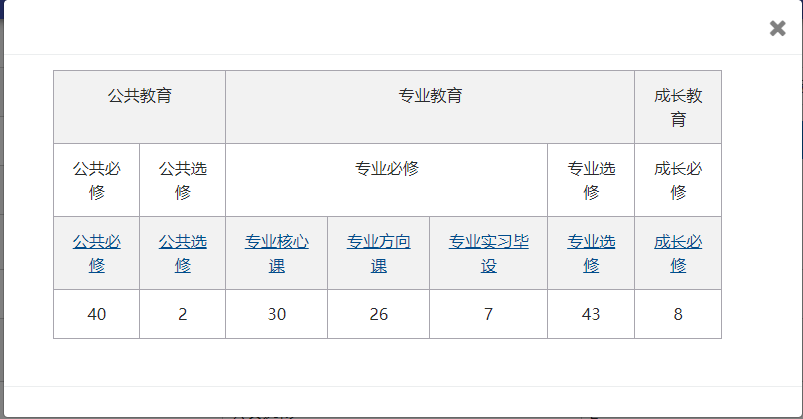 公共教育 专业教育 成长教
育
公共必 公共选 专业必修 专业选 成长必
修 修 修 修
公共必 公共选 专业核心 专业方向 专业实习毕 专业选 成长必
修 修 课 课 设 修 修
40 2 30 26 7 43 8